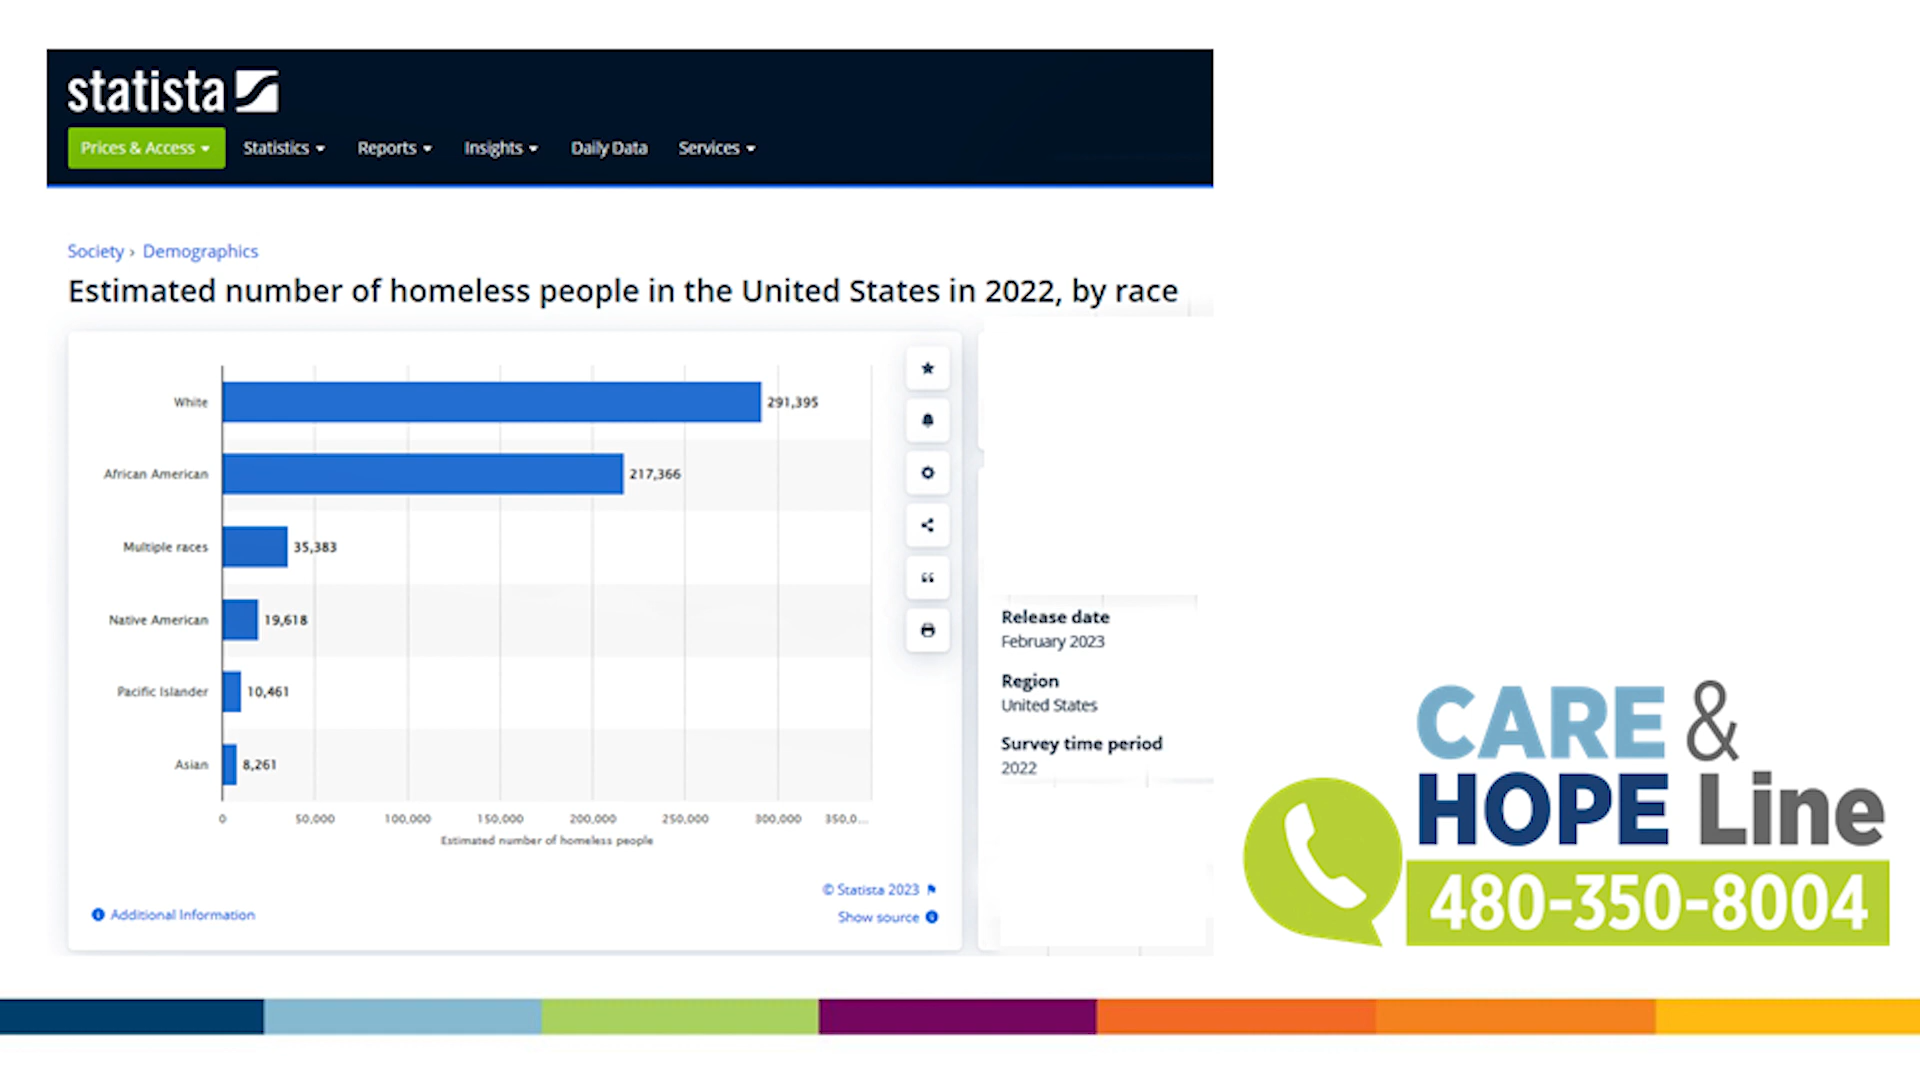 statista
Prices & Access Statistics Reports Insights Daily Data Services
Society › Demographics
Estimated number of homeless people in the United States in 2022, by race
White 291,395
African American 217,366
Multiple races 35,383
Native American 19,618
Pacific Islander 10,461
Asian 8,261
0 50,000 100,000 150,000 200,000 250,000 300,000 350,0...
Estimated number of homeless people
© Statista 2023
Additional Information
Show source
Release date
February 2023
Region
United States
Survey time period
2022
CARE &
HOPE Line
480-350-8004